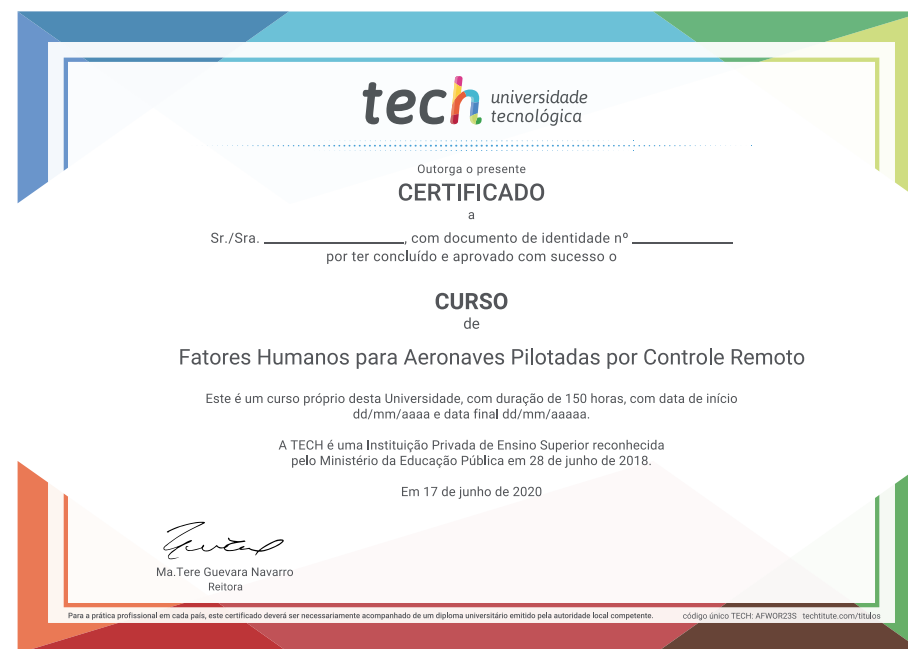 tech universidade
tecnológica
Outorga o presente
CERTIFICADO
a
Sr./Sra. ______________, com documento de identidade nº __________
por ter concluído e aprovado com sucesso o
CURSO
de
Fatores Humanos para Aeronaves Pilotadas por Controle Remoto
Este é um curso próprio desta Universidade, com duração de 150 horas, com data de início
dd/mm/aaaa e data final dd/mm/aaaaa.
A TECH é uma Instituição Privada de Ensino Superior reconhecida
pelo Ministério da Educação Pública em 28 de junho de 2018.
Em 17 de junho de 2020
Ma.Tere Guevara Navarro
Reitora
Para a prática profissional em cada país, este certificado deverá ser necessariamente acompanhado de um diploma universitário emitido pela autoridade local competente. código único TECH: AFWOR23S techtitute.com/titulos